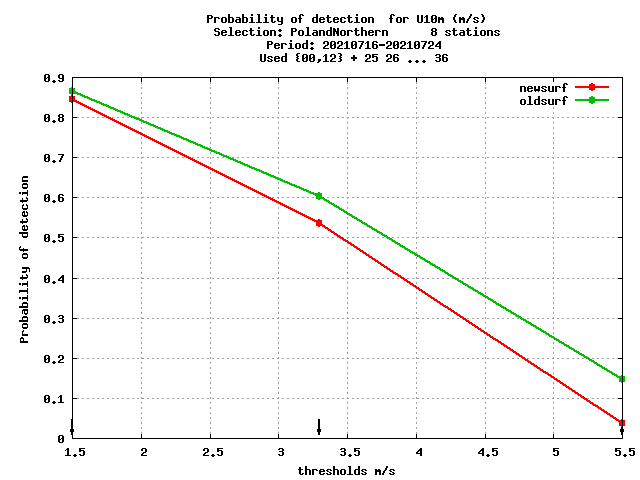 Probability of detection  for U10m (m/s)
Selection: PolandNorthern      8 stations
Period: 20210716-20210724
Used {00,12} + 25 26 ... 36
newsurf
oldsurf
0.9
0.8
0.7
0.6
0.5
0.4
0.3
0.2
0.1
0
Probability of detection
1.5 2 2.5 3 3.5 4 4.5 5 5.5
thresholds m/s